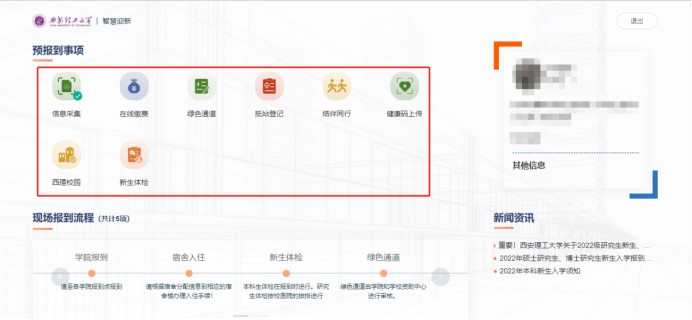 西安理工大学 | 智慧迎新
退出
预报到事项
信息采集 在线缴费 绿色通道 抵站登记 结伴同行 健康码上传
西理校园 新生体检
其他信息
现场报到流程 (共计5项)
学院报到 宿舍入住 新生体检 绿色通道
请至各学院报到点报到
请根据宿舍分配信息到相应的宿舍楼办理入住手续!
本科生体检在报到时进行。研究生体检按校医院的安排进行
绿色通道由学院和学校资助中心进行审核。
新闻资讯
重要！西安理工大学关于2022级研究生新生、...
2022年硕士研究生、博士研究生新生入学报到...
2022年本科新生入学须知